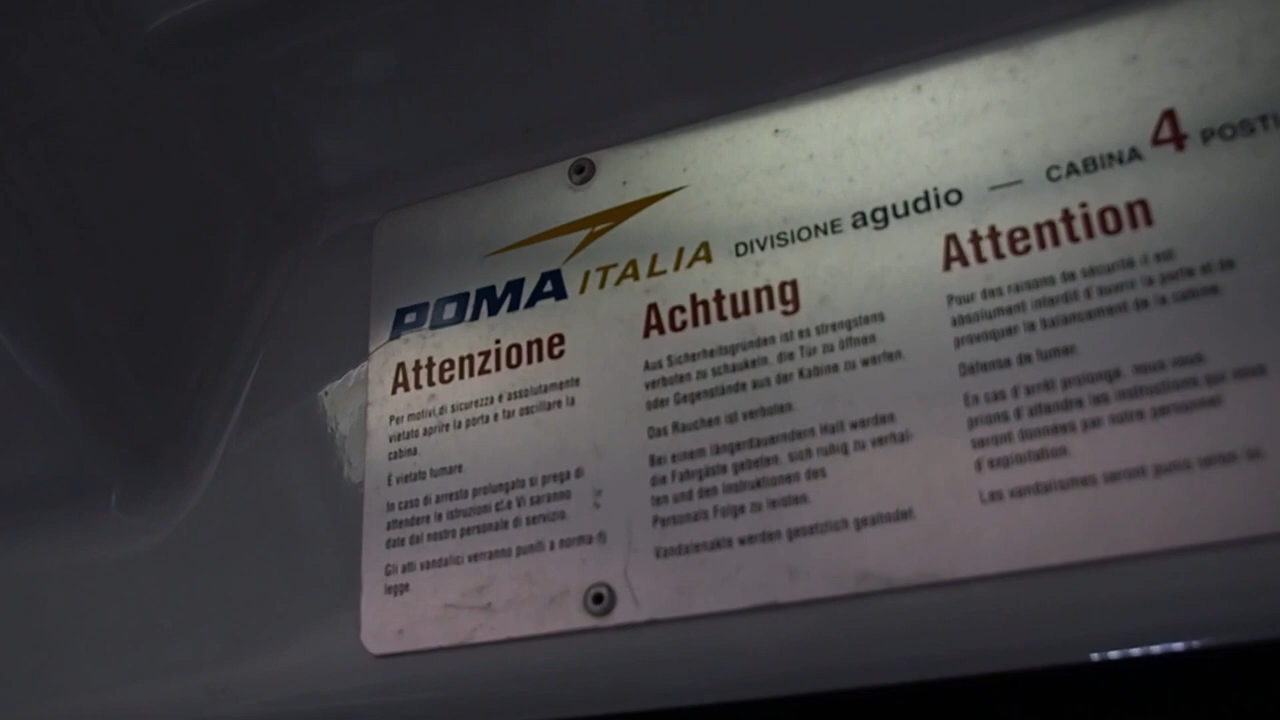 POMA ITALIA DIVISIONE agudio — CABINA 4 POSTI
Attenzione
Per motivi di sicurezza è assolutamente
vietato aprire la porta e far oscillare la
cabina.
È vietato fumare.
In caso di arresto prolungato si prega di
attendere le istruzioni che Vi saranno
date dal nostro personale di servizio.
Gli atti vandalici verranno puniti a norma di
legge.
Achtung
Aus Sicherheitsgründen ist es strengstens
verboten zu schaukeln, die Tür zu öffnen
oder Gegenstände aus der Kabine zu werfen.
Das Rauchen ist verboten.
Bei einem längerdauerndern Halt werden
die Fahrgäste gebeten, sich ruhig zu verhal-
ten und den Instruktionen des
Personals Folge zu leisten.
Vandalenakte werden gesetzlich geahndet.
Attention
Pour des raisons de sécurité il est
absolument interdit d'ouvrir la porte et de
provoquer le balancement de la cabine.
Défense de fumer.
En cas d'arrêt prolongé, nous vous
prions d'attendre les instructions qui vous
seront données par notre personnel
d'exploitation.
Les vandalismes seront punis selon la